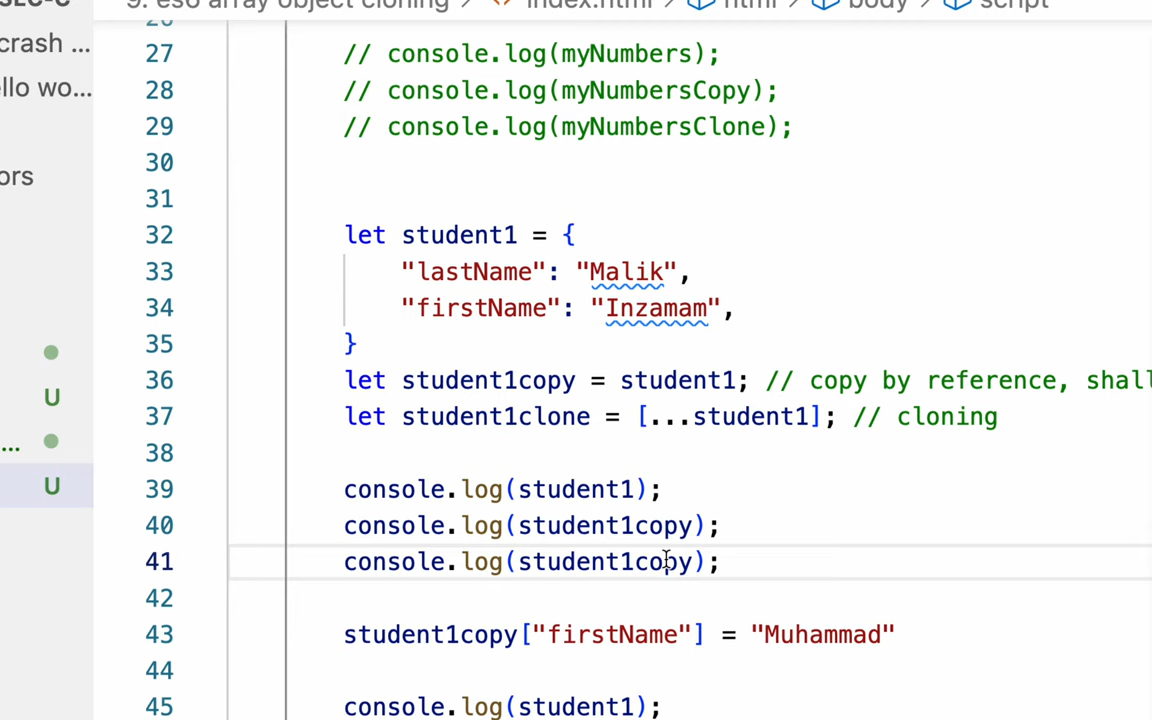 SEC-C
9. es6 array object cloning > <> index.html > html > body > script
crash ...
ello wo...
ors
...
U
U
26
27 // console.log(myNumbers);
28 // console.log(myNumbersCopy);
29 // console.log(myNumbersClone);
30
31
32 let student1 = {
33 "lastName": "Malik",
34 "firstName": "Inzamam",
35 }
36 let student1copy = student1; // copy by reference, shall
37 let student1clone = [...student1]; // cloning
38
39 console.log(student1);
40 console.log(student1copy);
41 console.log(student1copy);
42
43 student1copy["firstName"] = "Muhammad"
44
45 console.log(student1);